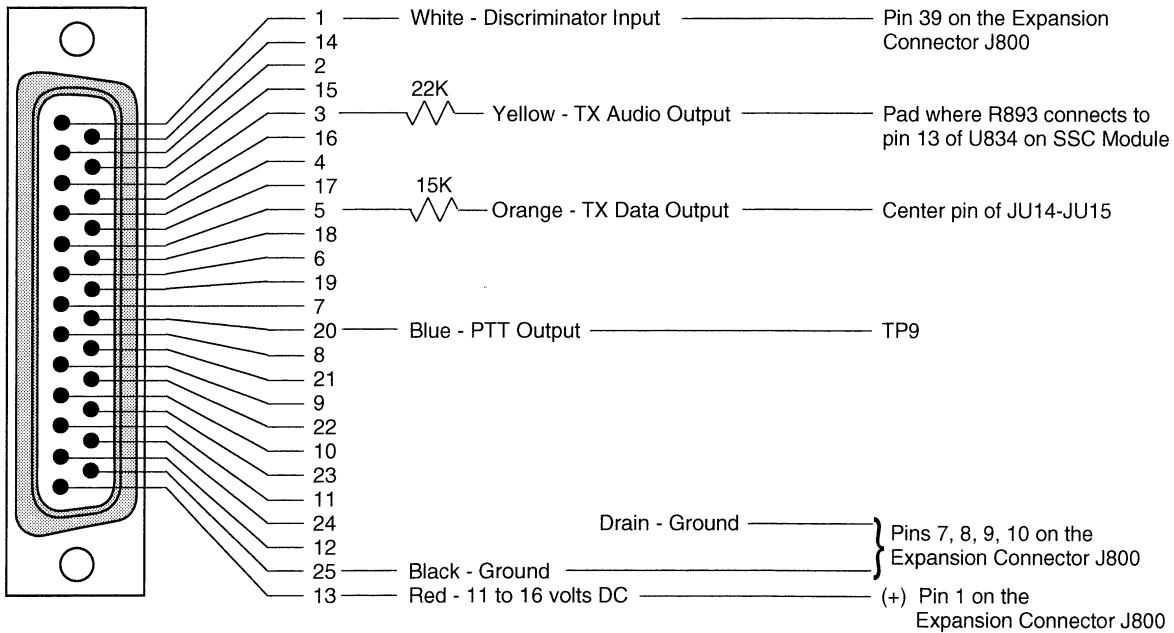 1 White - Discriminator Input Pin 39 on the Expansion
14 Connector J800
2
15
22K
3 Yellow - TX Audio Output Pad where R893 connects to
16 pin 13 of U834 on SSC Module
4
17
15K
5 Orange - TX Data Output Center pin of JU14-JU15
18
6
19
7
20 Blue - PTT Output TP9
8
21
9
22
10
23
11
24 Drain - Ground
Pins 7, 8, 9, 10 on the
12 Expansion Connector J800
25 Black - Ground
13 Red - 11 to 16 volts DC (+) Pin 1 on the
Expansion Connector J800